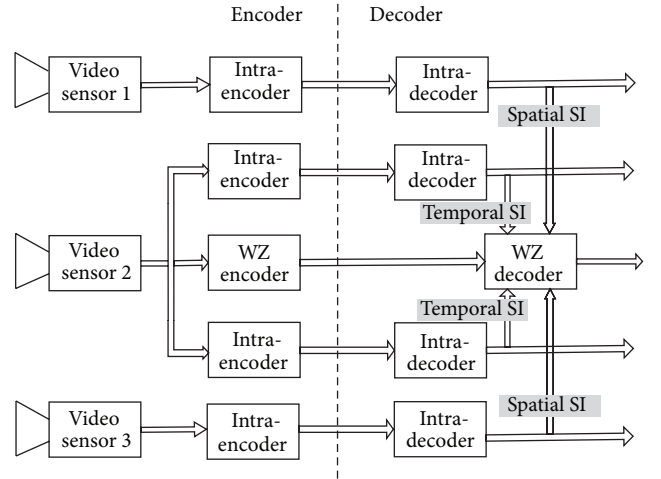 Encoder
Decoder
Video
sensor 1
Intra-
encoder
Intra-
decoder
Spatial SI
Intra-
encoder
Intra-
decoder
Temporal SI
Video
sensor 2
WZ
encoder
WZ
decoder
Temporal SI
Intra-
encoder
Intra-
decoder
Spatial SI
Video
sensor 3
Intra-
encoder
Intra-
decoder